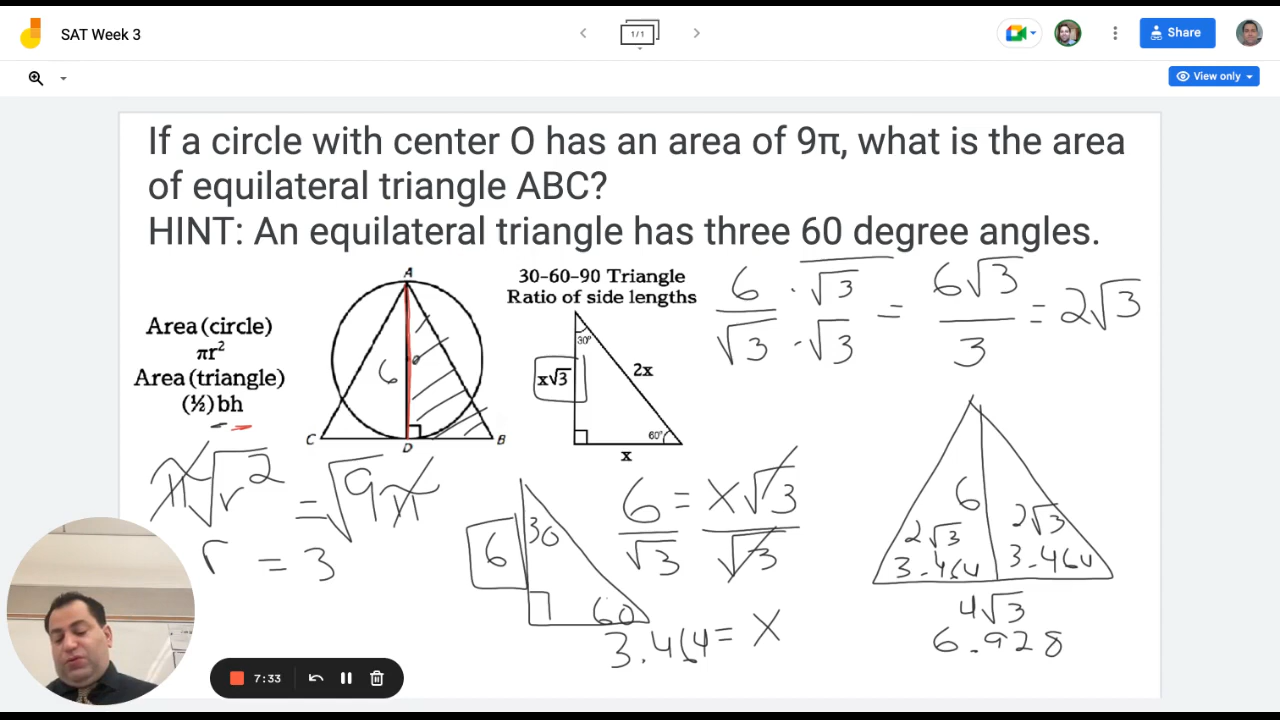 SAT Week 3
1/1
Share
View only
If a circle with center O has an area of 9π, what is the area
of equilateral triangle ABC?
HINT: An equilateral triangle has three 60 degree angles.
Area (circle)
πr²
Area (triangle)
(½) bh
A
6
C
D
B
30-60-90 Triangle
Ratio of side lengths
30°
x√3
2x
60°
x
6/√3 · √3/√3 = 6√3/3 = 2√3
π√r² = √9π
r = 3
30
6
60
6/√3 = x√3/√3
3.464 = x
6
2√3
2√3
3.464
3.464
4√3
6.928
7:33